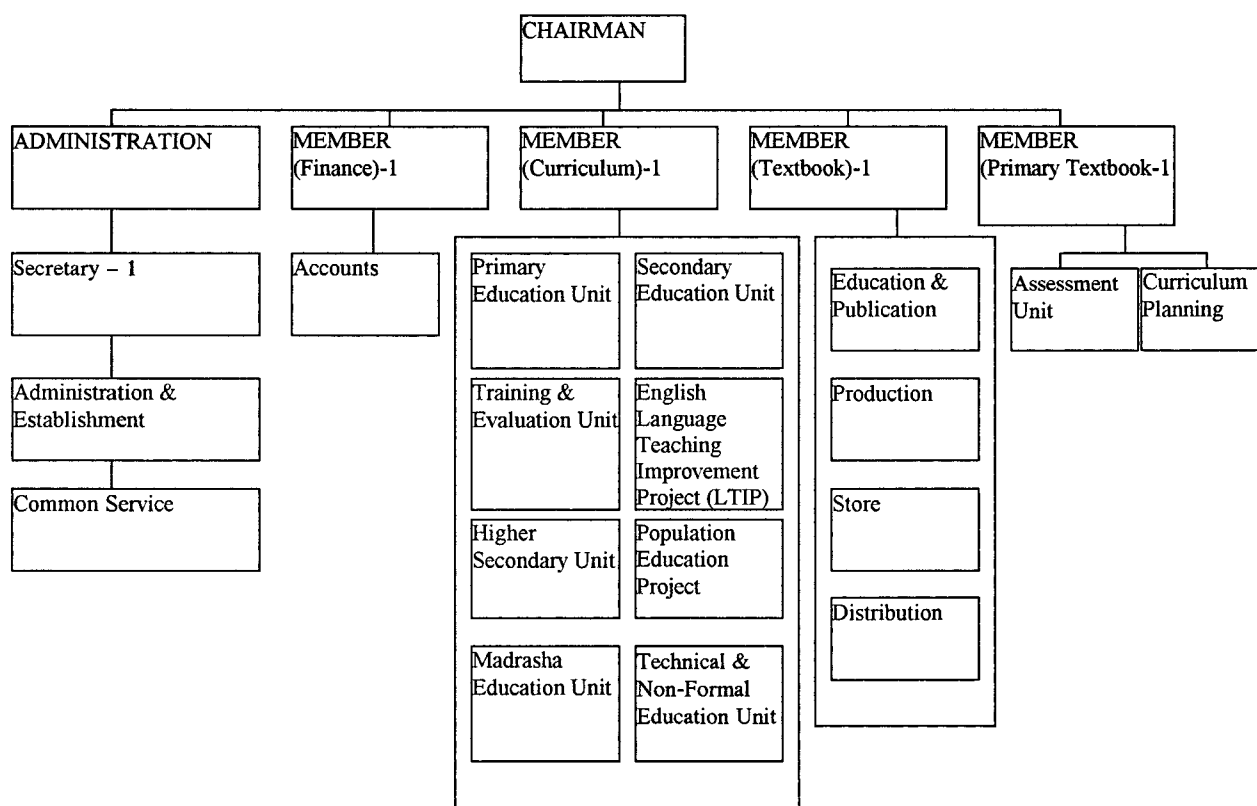 CHAIRMAN
ADMINISTRATION
MEMBER
(Finance)-1
MEMBER
(Curriculum)-1
MEMBER
(Textbook)-1
MEMBER
(Primary Textbook-1
Secretary – 1
Accounts
Primary
Education Unit
Secondary
Education Unit
Education &
Publication
Assessment
Unit
Curriculum
Planning
Administration &
Establishment
Training &
Evaluation Unit
English
Language
Teaching
Improvement
Project (LTIP)
Production
Common Service
Higher
Secondary Unit
Population
Education
Project
Store
Distribution
Madrasha
Education Unit
Technical &
Non-Formal
Education Unit